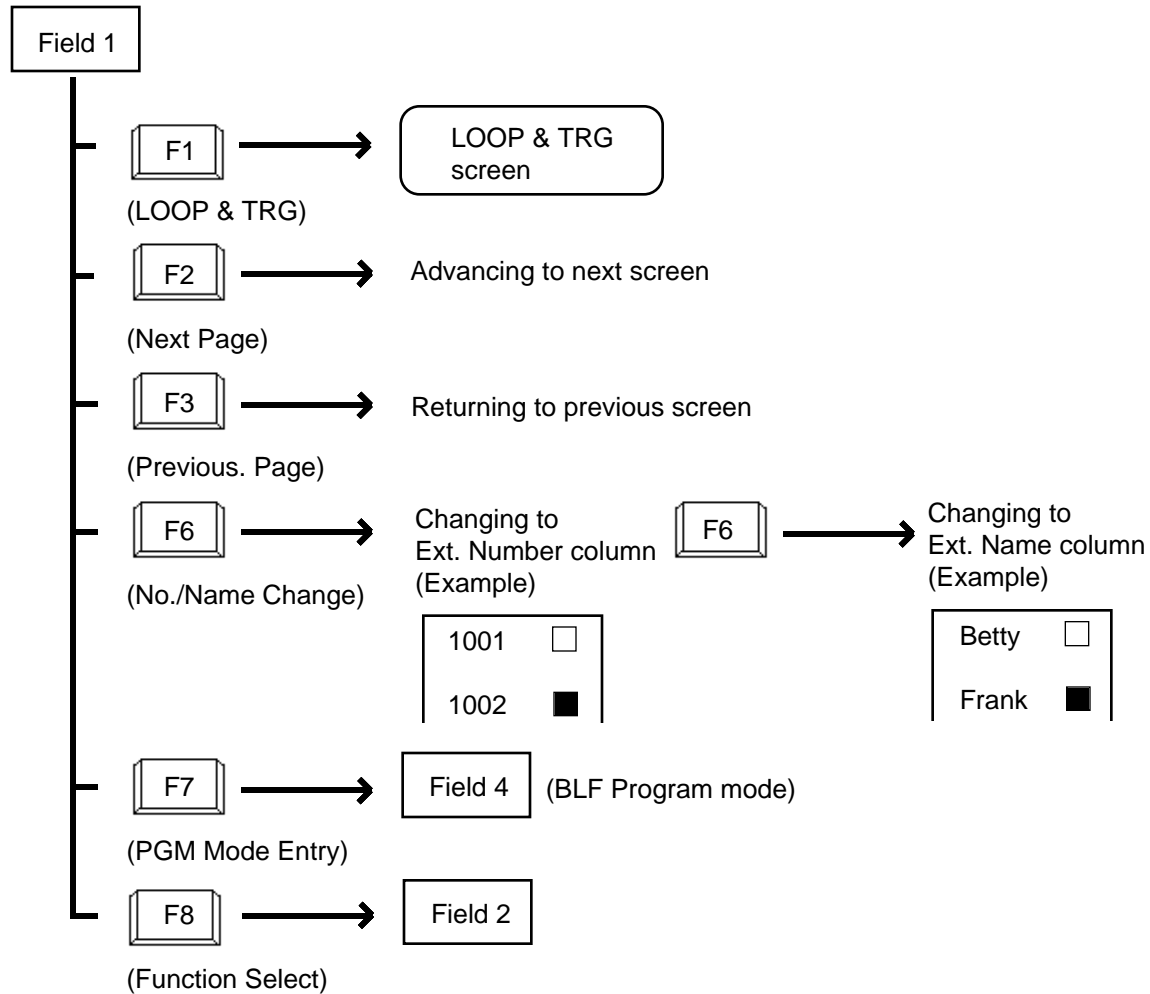 Field 1
F1
LOOP & TRG
screen
(LOOP & TRG)
F2
Advancing to next screen
(Next Page)
F3
Returning to previous screen
(Previous. Page)
F6
Changing to
Ext. Number column
(Example)
F6
Changing to
Ext. Name column
(Example)
(No./Name Change)
1001
1002
Betty
Frank
F7
Field 4
(BLF Program mode)
(PGM Mode Entry)
F8
Field 2
(Function Select)